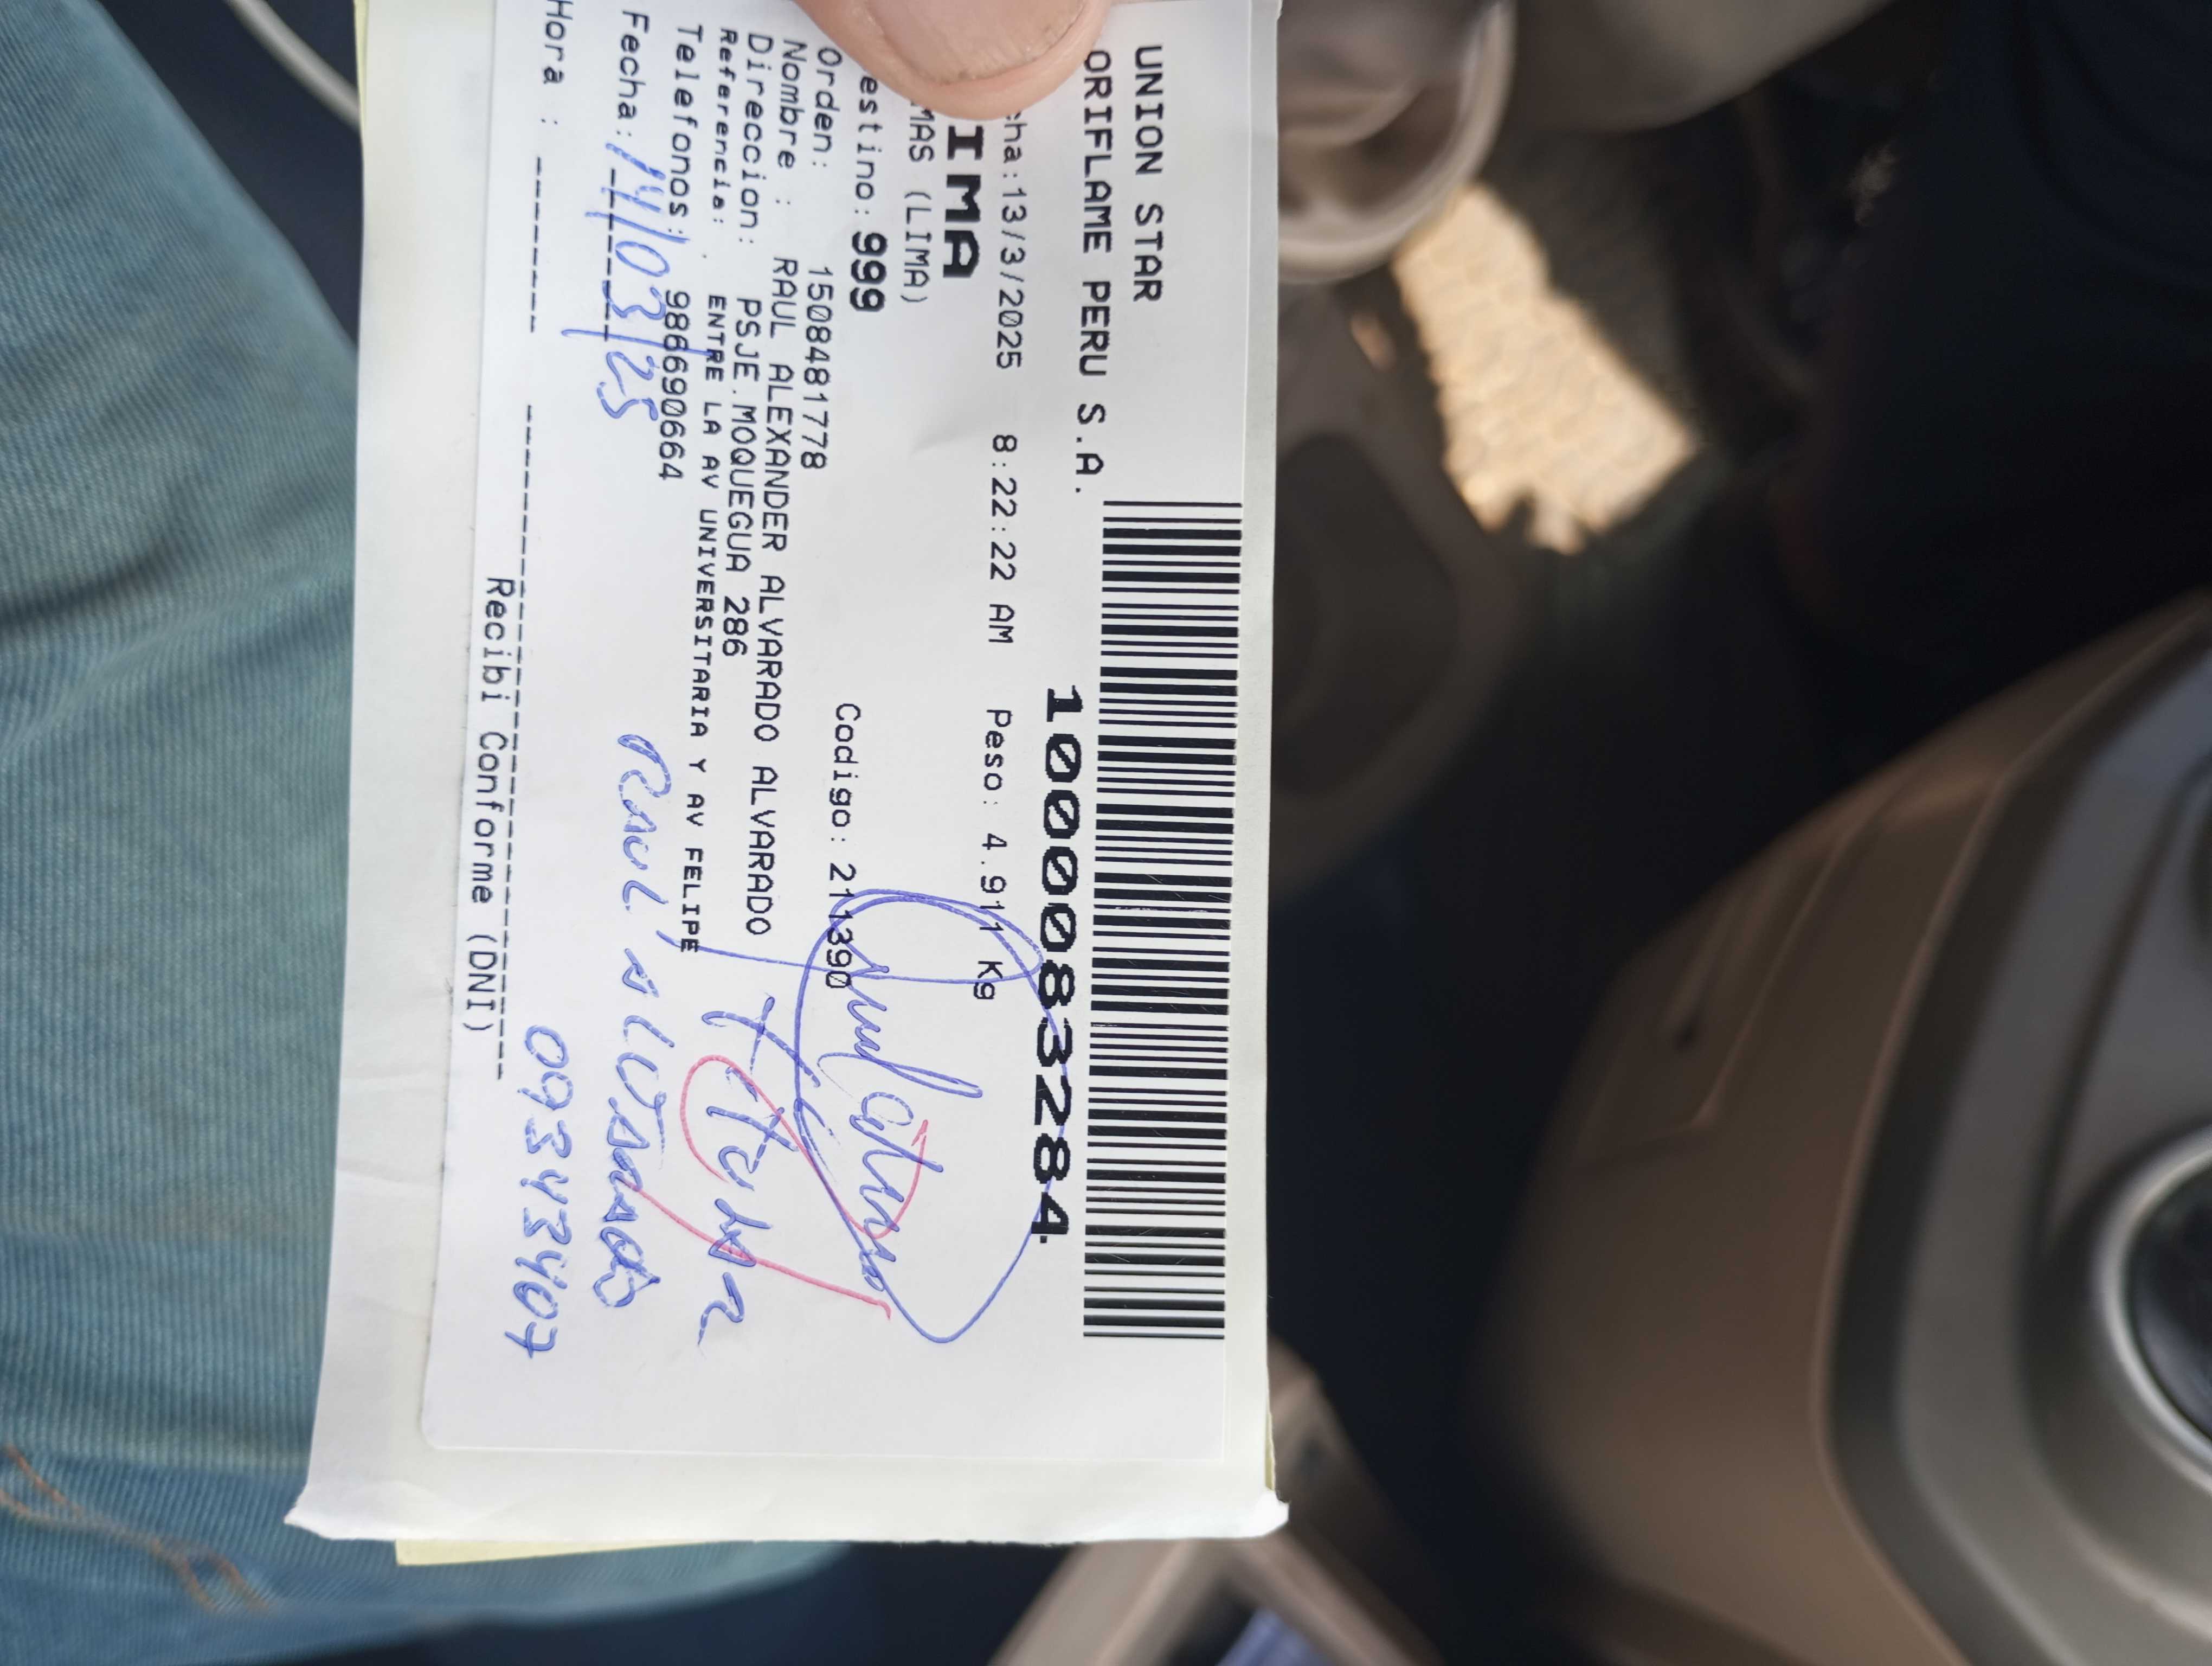 UNION STAR
ORIFLAME PERU S.A.
1000083284
cha:13/3/2025 8:22:22 AM Peso: 4.911 Kg
IMA
MAS (LIMA)
estino: 999 Codigo: 211390
Orden: 1508481778
Nombre : RAUL ALEXANDER ALVARADO ALVARADO
Direccion: PSJE.MOQUEGUA 286
Referencia: . ENTRE LA AV UNIVERSITARIA Y AV FELIPE
Telefonos: 986690664
Fecha: 14/03/25
Raul Alvarado
Hora :
09343407
Recibi Conforme (DNI)